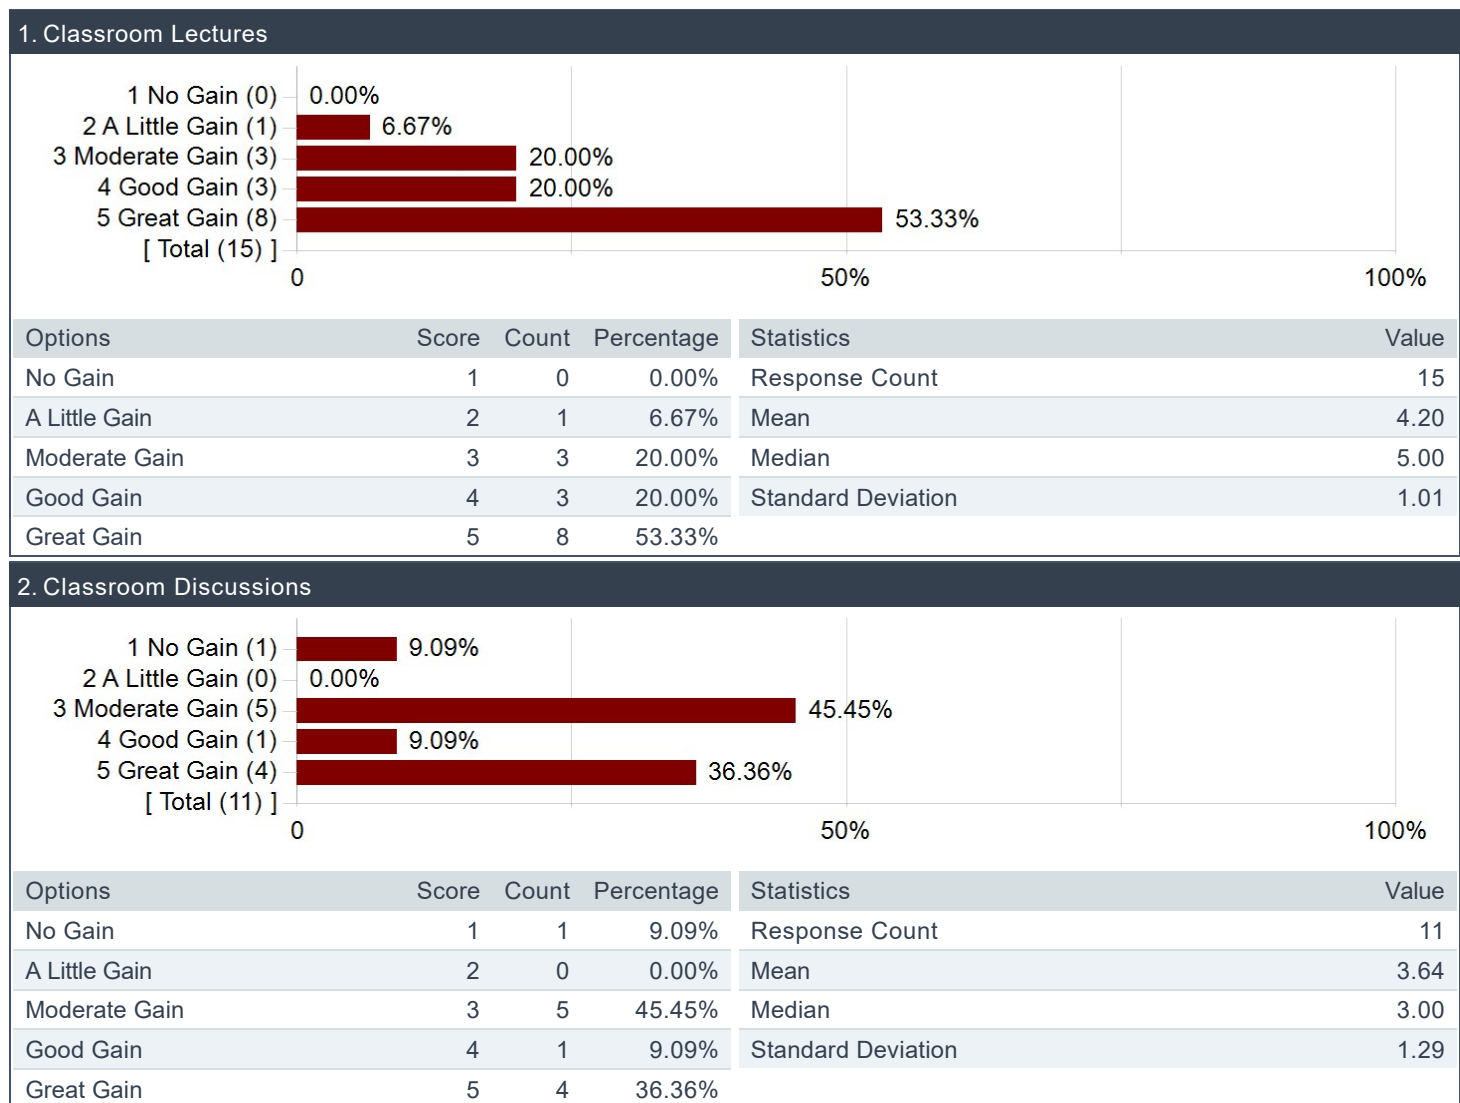 1. Classroom Lectures
1 No Gain (0) 0.00%
2 A Little Gain (1) 6.67%
3 Moderate Gain (3) 20.00%
4 Good Gain (3) 20.00%
5 Great Gain (8) 53.33%
[ Total (15) ]
0 50% 100%
Options Score Count Percentage Statistics Value
No Gain 1 0 0.00% Response Count 15
A Little Gain 2 1 6.67% Mean 4.20
Moderate Gain 3 3 20.00% Median 5.00
Good Gain 4 3 20.00% Standard Deviation 1.01
Great Gain 5 8 53.33%
2. Classroom Discussions
1 No Gain (1) 9.09%
2 A Little Gain (0) 0.00%
3 Moderate Gain (5) 45.45%
4 Good Gain (1) 9.09%
5 Great Gain (4) 36.36%
[ Total (11) ]
0 50% 100%
Options Score Count Percentage Statistics Value
No Gain 1 1 9.09% Response Count 11
A Little Gain 2 0 0.00% Mean 3.64
Moderate Gain 3 5 45.45% Median 3.00
Good Gain 4 1 9.09% Standard Deviation 1.29
Great Gain 5 4 36.36%